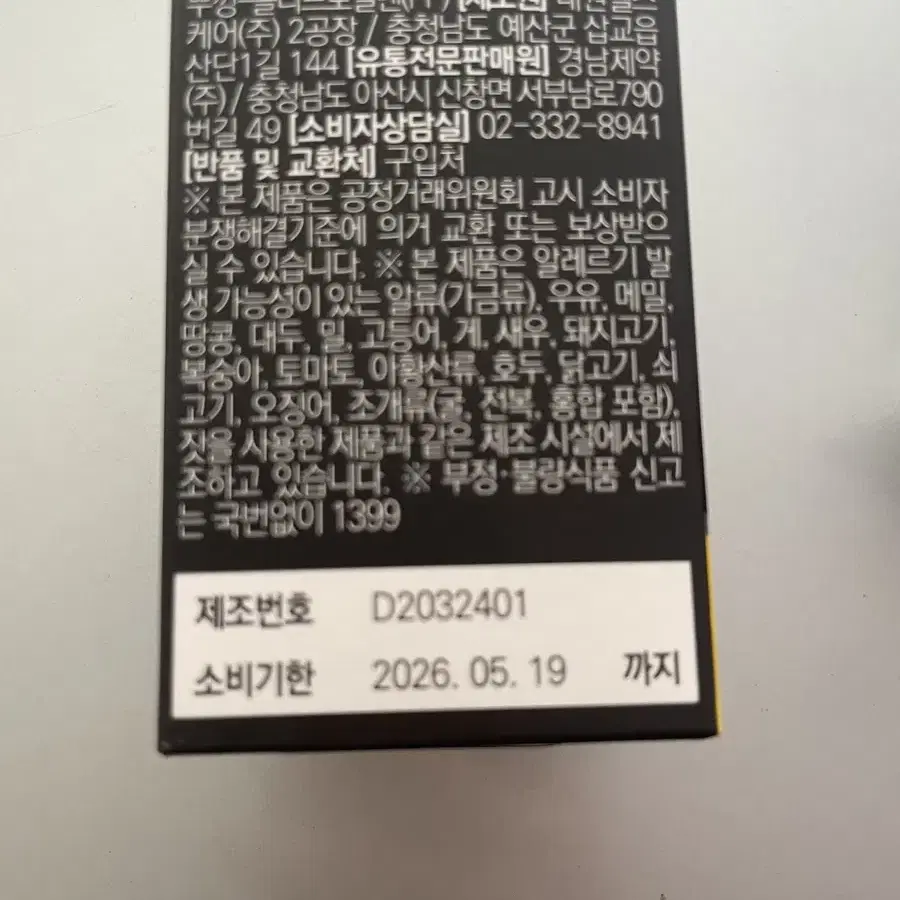 [제조원] 대원헬스
케어(주) 2공장 / 충청남도 예산군 삽교읍
산단1길 144 [유통전문판매원] 경남제약
(주) / 충청남도 아산시 신창면 서부남로790
번길 49 [소비자상담실] 02-332-8941
[반품 및 교환처] 구입처
※ 본 제품은 공정거래위원회 고시 소비자
분쟁해결기준에 의거 교환 또는 보상받으
실 수 있습니다. ※ 본 제품은 알레르기 발
생 가능성이 있는 알류(가금류), 우유, 메밀,
땅콩, 대두, 밀, 고등어, 게, 새우, 돼지고기,
복숭아, 토마토, 아황산류, 호두, 닭고기, 쇠
고기, 오징어, 조개류(굴, 전복, 홍합 포함),
잣을 사용한 제품과 같은 제조 시설에서 제
조하고 있습니다. ※ 부정·불량식품 신고
는 국번없이 1399
제조번호 D2032401
소비기한 2026. 05. 19 까지